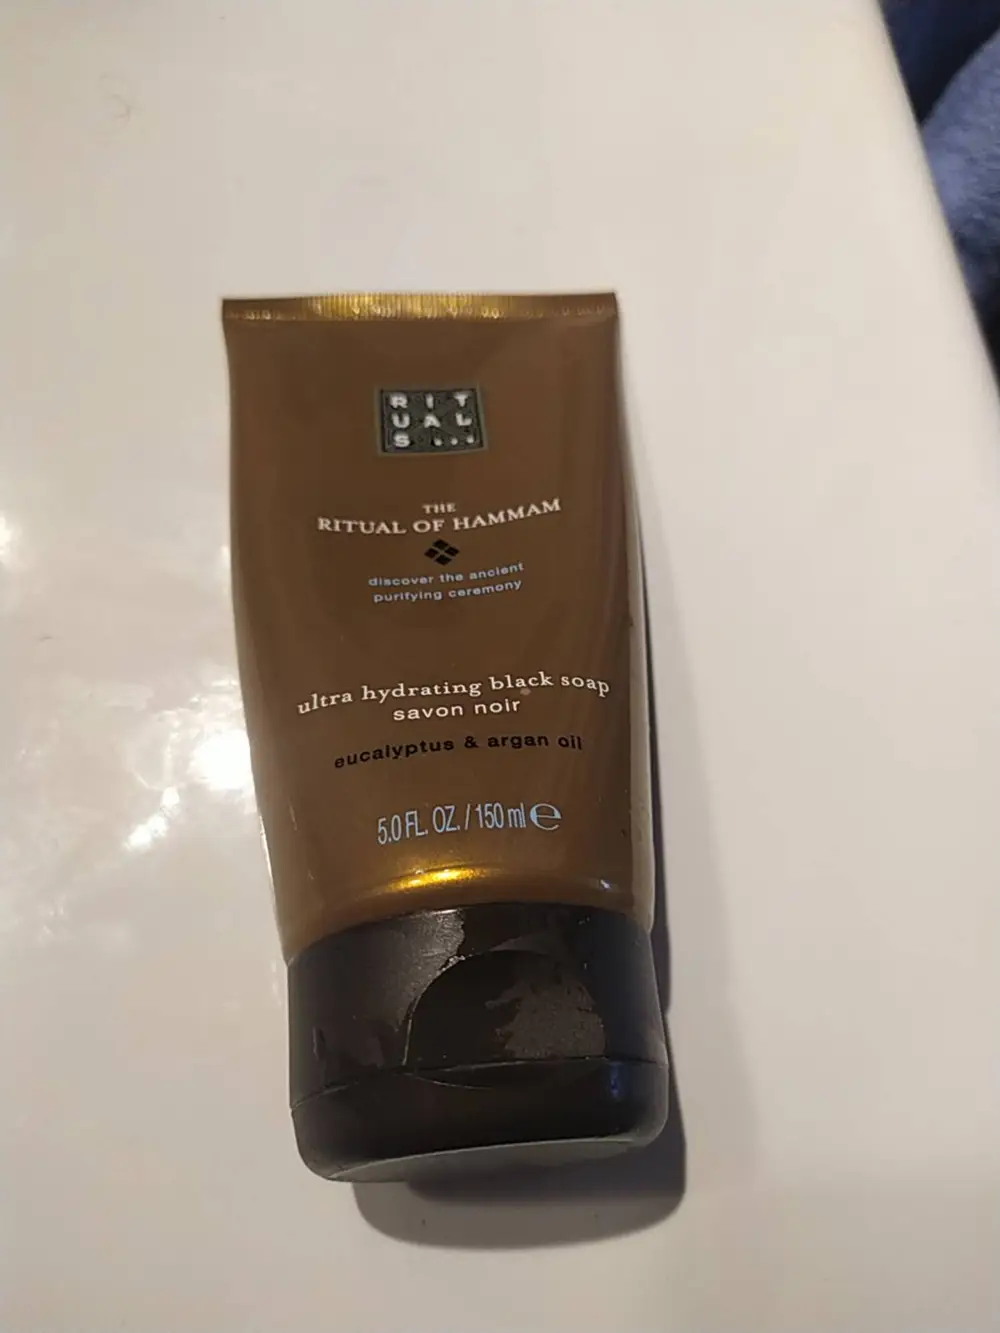 RIT
UAL
S...
THE
RITUAL OF HAMMAM
discover the ancient
purifying ceremony
ultra hydrating black soap
savon noir
eucalyptus & argan oil
5.0 FL. OZ. / 150 ml ℮